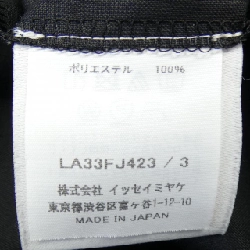 ポリエステル 100%
LA33FJ423 / 3
株式会社 イッセイミヤケ
東京都渋谷区富ヶ谷1-12-10
MADE IN JAPAN